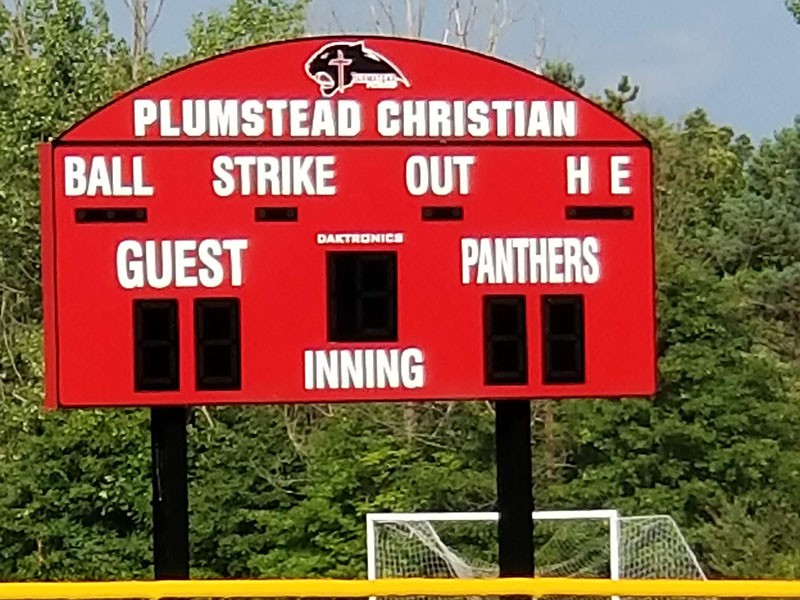 PLUMSTEAD CHRISTIAN
BALL STRIKE OUT H E
DAKTRONICS
GUEST PANTHERS
INNING